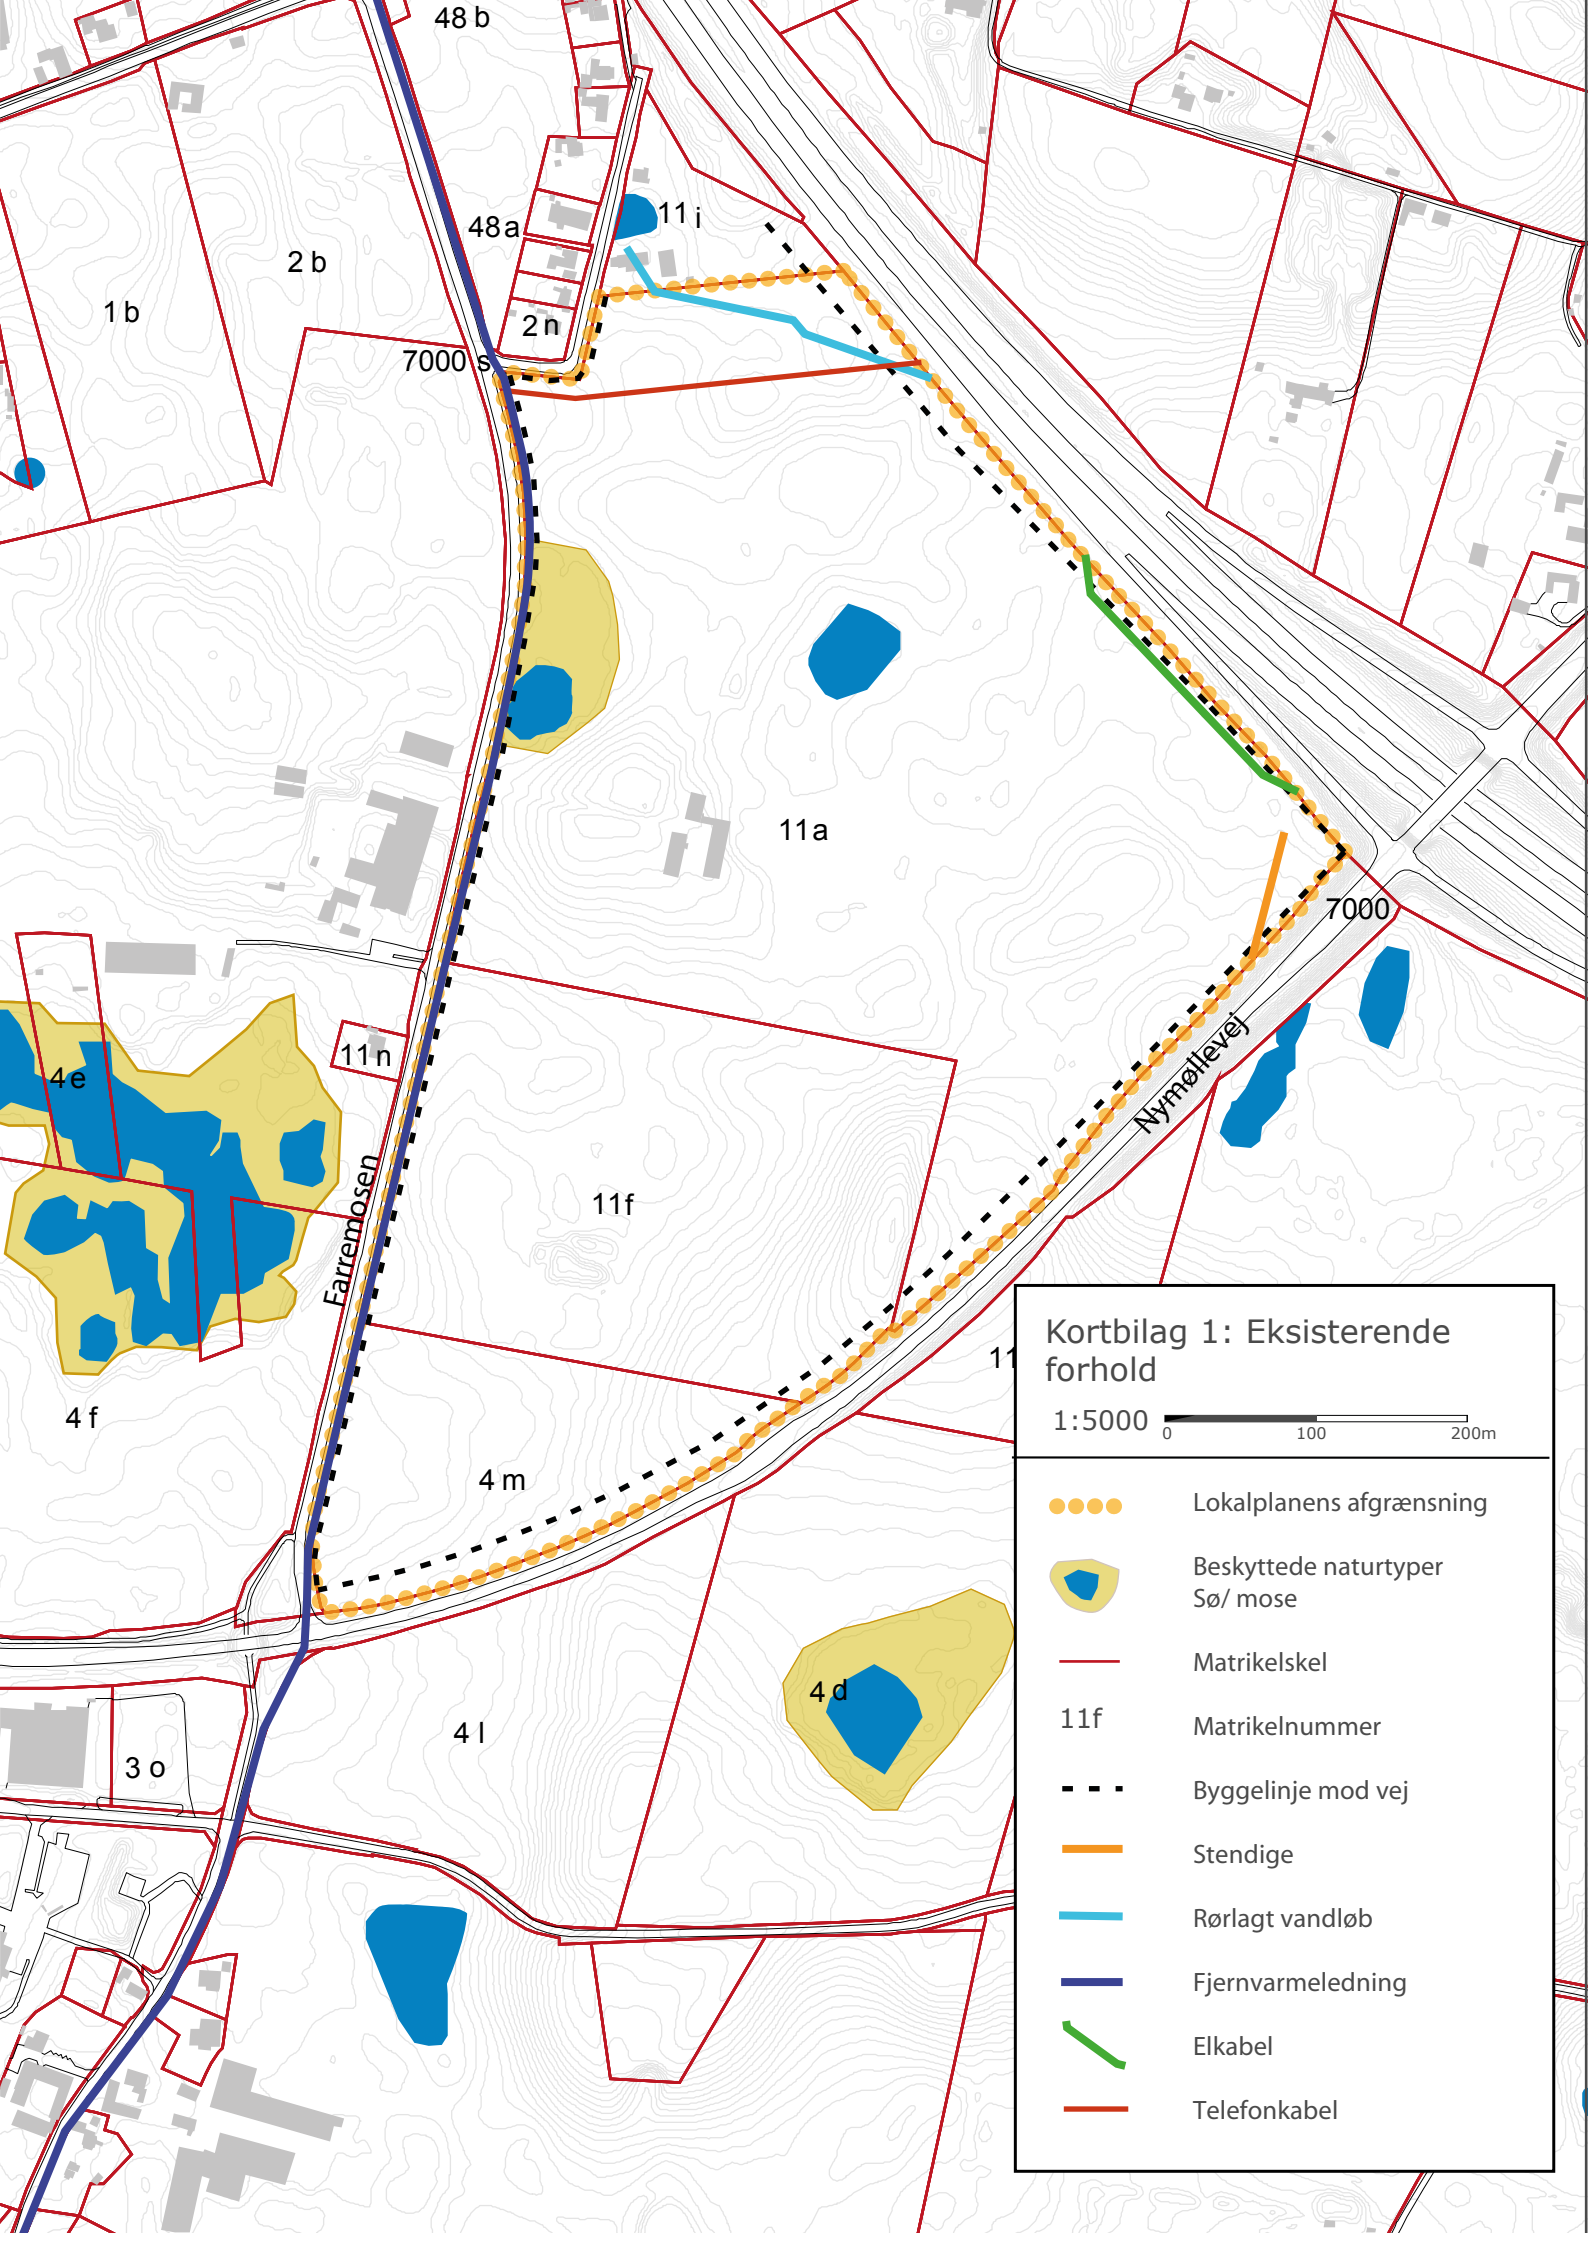 48 b
48 a
11 i
2 b
1 b
2 n
7000 s
11a
7000
Nymøllevej
11 n
4 e
Farremosen
11f
4 f
4 m
11
4 d
4 l
3 o
Kortbilag 1: Eksisterende
forhold
1:5000
0 100 200m
Lokalplanens afgrænsning
Beskyttede naturtyper
Sø/ mose
Matrikelskel
11f Matrikelnummer
Byggelinje mod vej
Stendige
Rørlagt vandløb
Fjernvarmeledning
Elkabel
Telefonkabel